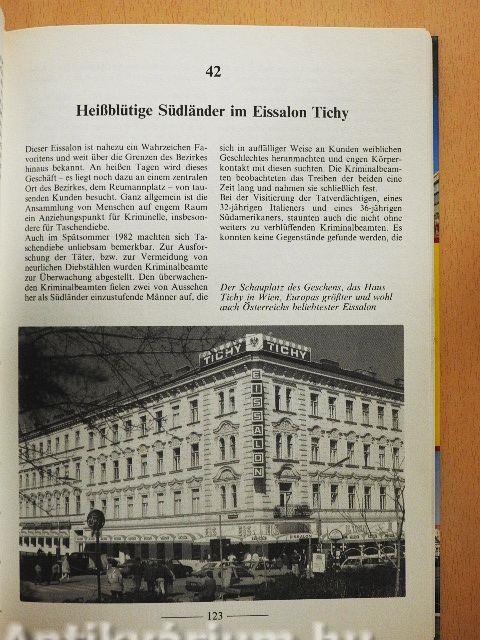 42
Heißblütige Südländer im Eissalon Tichy
Dieser Eissalon ist nahezu ein Wahrzeichen Fa-
voritens und weit über die Grenzen des Bezirkes
hinaus bekannt. An heißen Tagen wird dieses
Geschäft – es liegt noch dazu an einem zentralen
Ort des Bezirkes, dem Reumannplatz – von tau-
senden Kunden besucht. Ganz allgemein ist die
Ansammlung von Menschen auf engem Raum
ein Anziehungspunkt für Kriminelle, insbeson-
dere für Taschendiebe.
Auch im Spätsommer 1982 machten sich Ta-
schendiebe unliebsam bemerkbar. Zur Ausfor-
schung der Täter, bzw. zur Vermeidung von
neurlichen Diebstählen wurden Kriminalbeamte
zur Überwachung abgestellt. Den überwachen-
den Kriminalbeamten fielen zwei von Aussehen
her als Südländer einzustufende Männer auf, die
sich in auffälliger Weise an Kunden weiblichen
Geschlechtes heranmachten und engen Körper-
kontakt mit diesen suchten. Die Kriminalbeam-
ten beobachteten das Treiben der beiden eine
Zeit lang und nahmen sie schließlich fest.
Bei der Visitierung der Tatverdächtigen, eines
32-jährigen Italieners und eines 36-jährigen
Südamerikaners, staunten auch die nicht ohne
weiters zu verblüffenden Kriminalbeamten. Es
konnten keine Gegenstände gefunde werden, die
Der Schauplatz des Geschens, das Haus
Tichy in Wien, Europas größter und wohl
auch Österreichs beliebtester Eissalon
TICHY TICHY
EISSALON
EISSALON
123
Antikvárium.hu